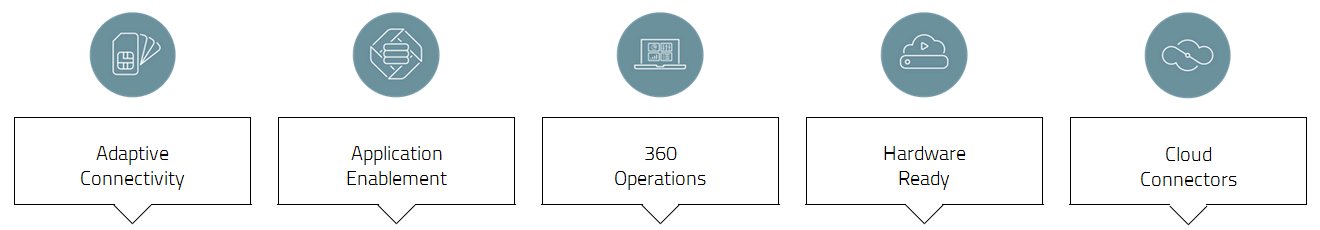 Adaptive
Connectivity
Application
Enablement
360
Operations
Hardware
Ready
Cloud
Connectors